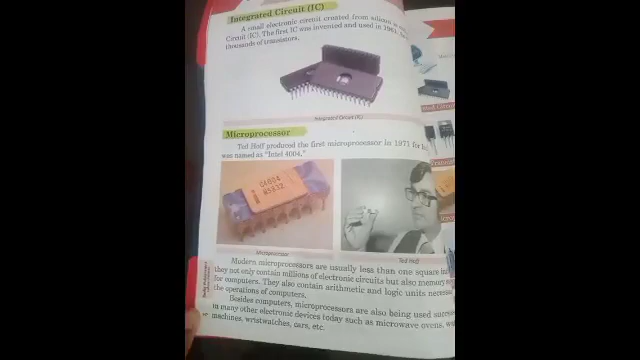 Integrated Circuit (IC)
A small electronic circuit created from silicon is
Circuit (IC). The first IC was invented and used in 1961.
thousands of transistors.
Integrated Circuit (IC)
Microprocessor
Ted Hoff produced the first microprocessor in 1971 for
was named as "Intel 4004."
C4004
Microprocessor
Ted Hoff
Modern microprocessors are usually less than one square
they not only contain millions of electronic circuits but also memory
for computers. They also contain arithmetic and logic units
the operations of computers.
Besides computers, microprocessors are also being used
in many other electronic devices today such as microwave ovens,
machines, wristwatches, cars, etc.